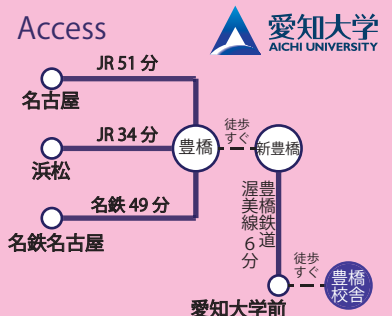 Access
愛知大学
AICHI UNIVERSITY
JR 51 分
名古屋
JR 34 分
浜松
名鉄 49 分
名鉄名古屋
豊橋
徒歩
すぐ
新豊橋
豊橋鉄道
渥美線 6 分
愛知大学前
徒歩
すぐ
豊橋
校舎